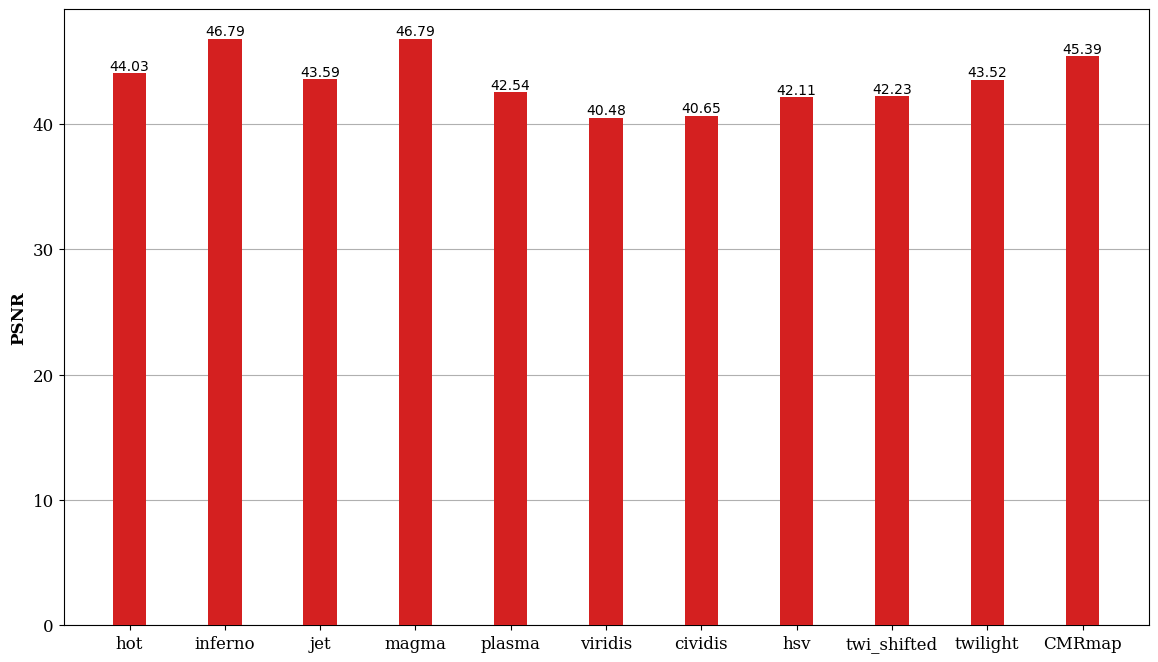 44.03 46.79 43.59 46.79 42.54 40.48 40.65 42.11 42.23 43.52 45.39
40
30
20
10
0
PSNR
hot inferno jet magma plasma viridis cividis hsv twi_shifted twilight CMRmap